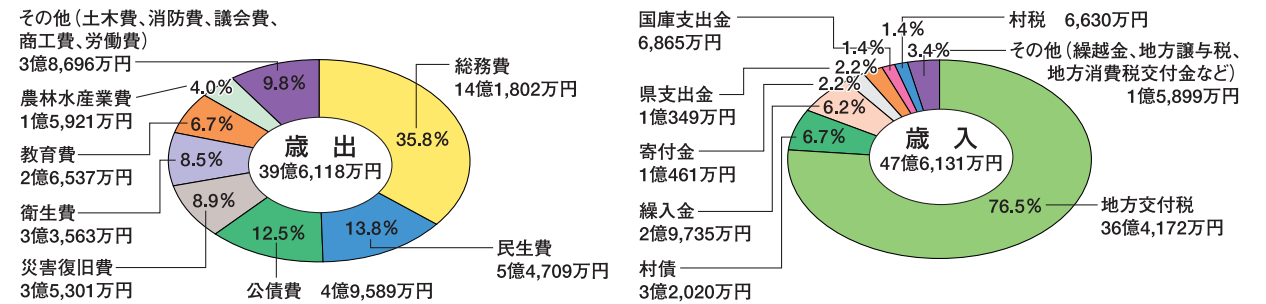 その他（土木費、消防費、議会費、
商工費、労働費）
3億8,696万円
農林水産業費
1億5,921万円
教育費
2億6,537万円
衛生費
3億3,563万円
災害復旧費
3億5,301万円
公債費　4億9,589万円
民生費
5億4,709万円
総務費
14億1,802万円
9.8%
4.0%
6.7%
8.5%
8.9%
12.5%
13.8%
35.8%
歳　出
39億6,118万円
国庫支出金
6,865万円
県支出金
1億349万円
寄付金
1億461万円
繰入金
2億9,735万円
村債
3億2,020万円
村税　6,630万円
その他（繰越金、地方譲与税、
地方消費税交付金など）
1億5,899万円
地方交付税
36億4,172万円
1.4%
1.4%
3.4%
2.2%
2.2%
6.2%
6.7%
76.5%
歳　入
47億6,131万円